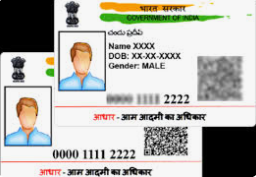 भारत सरकार
GOVERNMENT OF INDIA
చందు ప్రదీప్
Name XXXX
DOB: XX-XX-XXXX
Gender: MALE
0000 1111 2222
आधार - आम आदमी का अधिकार
0000 1111 2222
आधार - आम आदमी का अधिकार